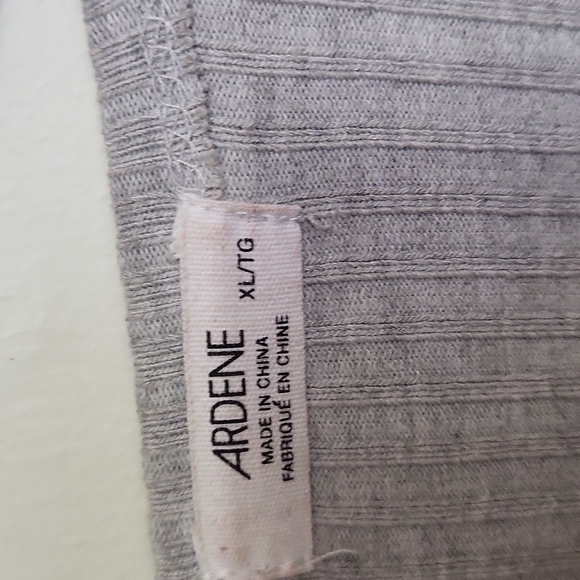 ARDENE XL/TG
MADE IN CHINA
FABRIQUÉ EN CHINE